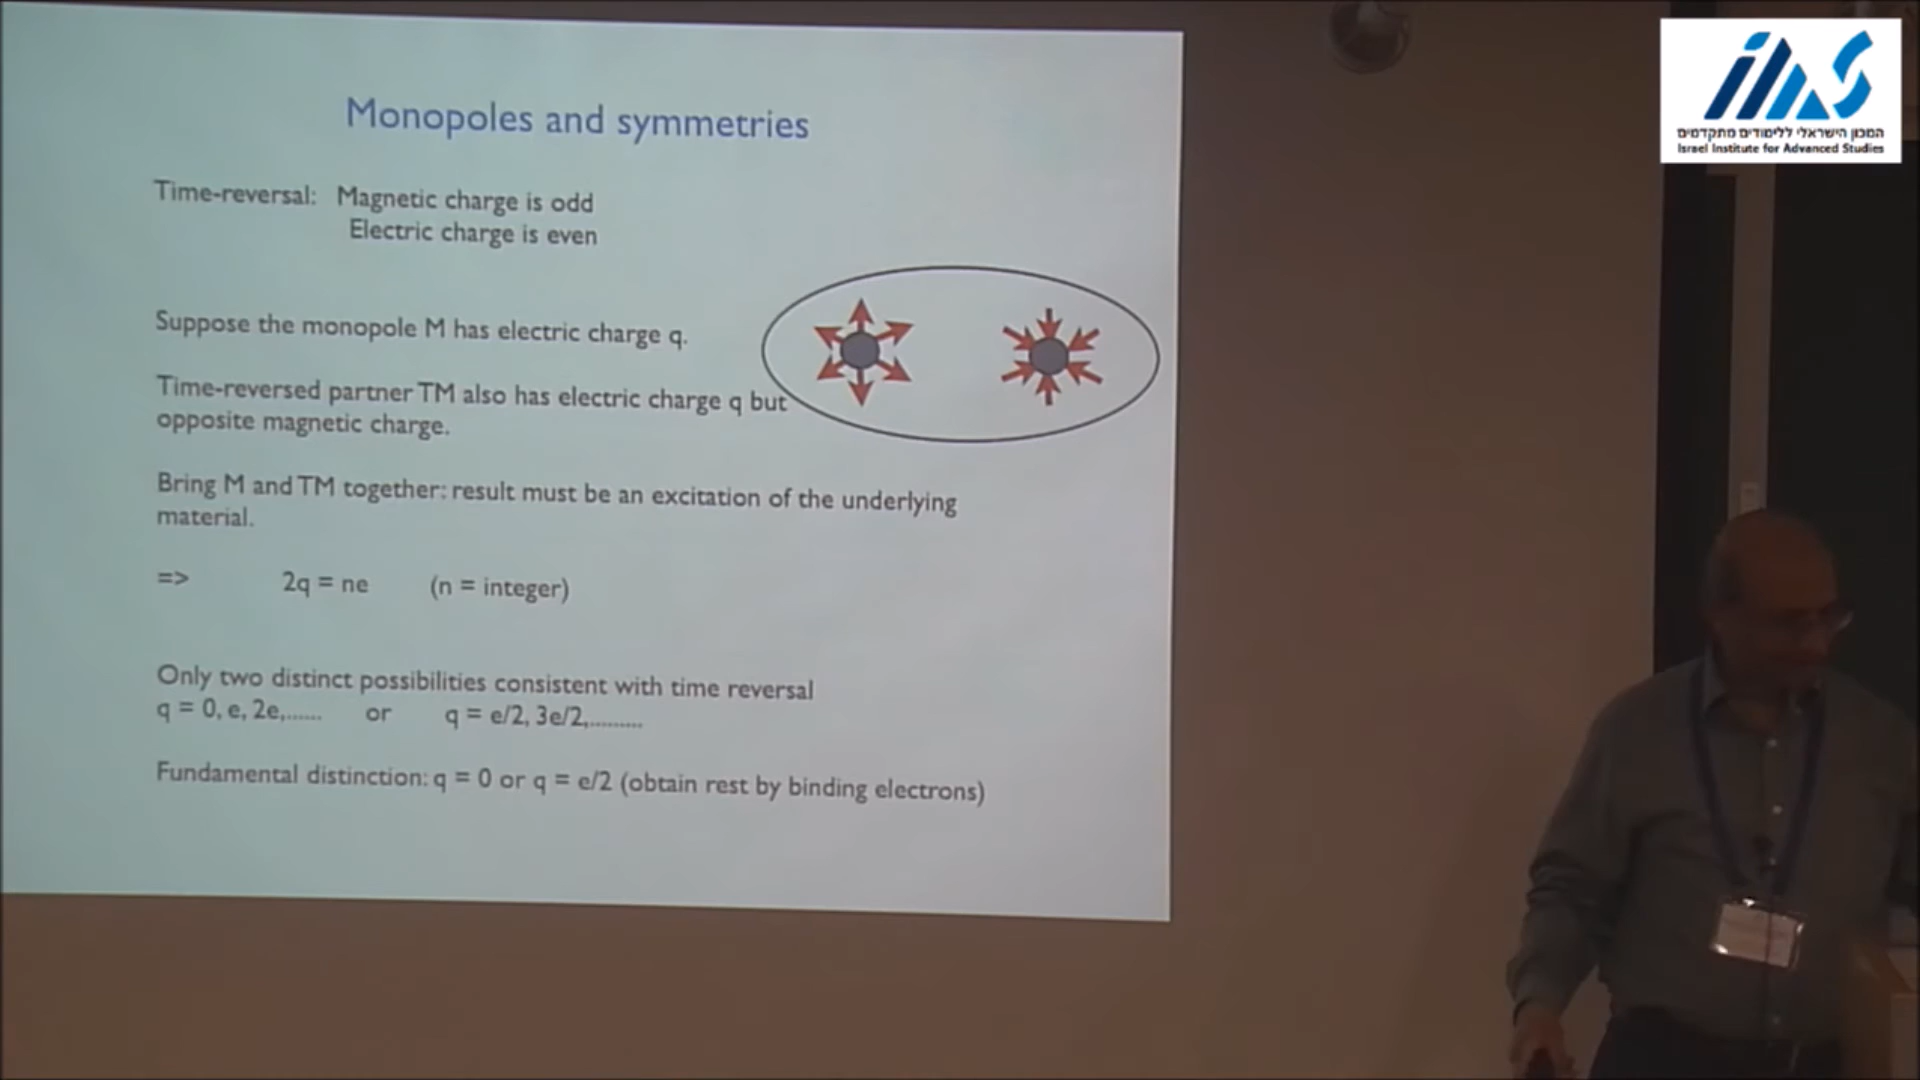 Monopoles and symmetries
Time-reversal: Magnetic charge is odd
Electric charge is even
Suppose the monopole M has electric charge q.
Time-reversed partner TM also has electric charge q but
opposite magnetic charge.
Bring M and TM together: result must be an excitation of the underlying
material.
=> 2q = ne (n = integer)
Only two distinct possibilities consistent with time reversal
q = 0, e, 2e,...... or q = e/2, 3e/2,.........
Fundamental distinction: q = 0 or q = e/2 (obtain rest by binding electrons)
המכון הישראלי ללימודים מתקדמים
Israel Institute for Advanced Studies